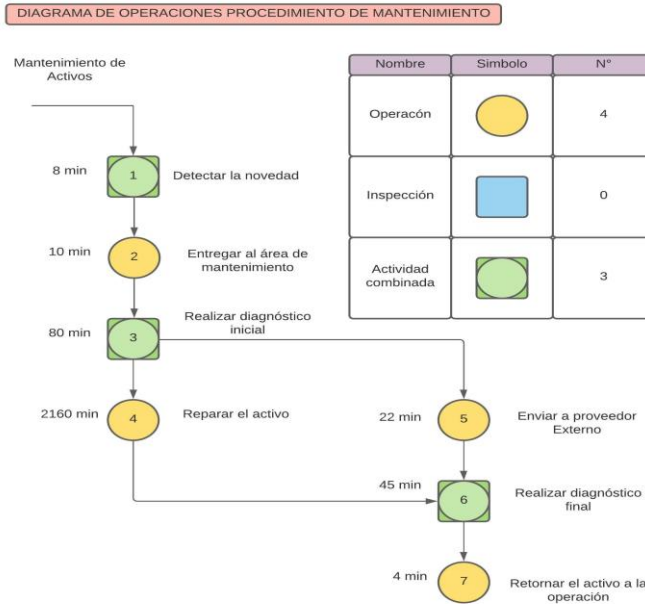 DIAGRAMA DE OPERACIONES PROCEDIMIENTO DE MANTENIMIENTO
Mantenimiento de
Activos
Nombre Simbolo N°
Operacón 4
Inspección 0
Actividad
combinada 3
8 min 1 Detectar la novedad
10 min 2 Entregar al área de
mantenimiento
80 min 3 Realizar diagnóstico
inicial
2160 min 4 Reparar el activo
22 min 5 Enviar a proveedor
Externo
45 min 6 Realizar diagnóstico
final
4 min 7 Retornar el activo a la
operación